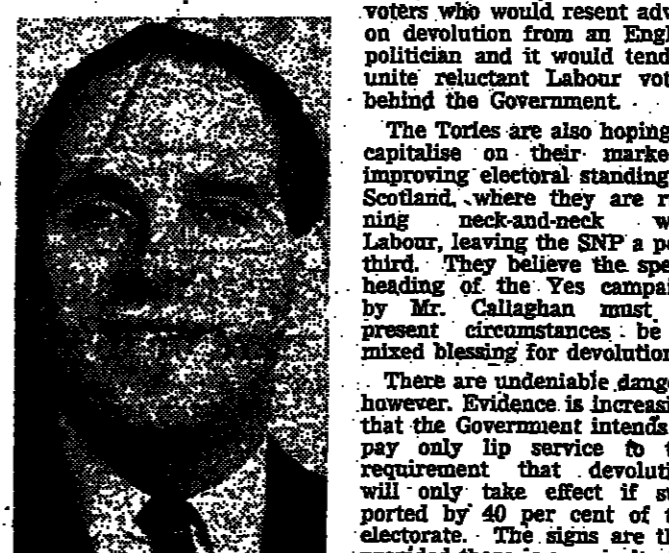 voters who would resent adv
on devolution from an Engl
politician and it would tend
unite reluctant Labour vot
behind the Government.
The Tories are also hoping
capitalise on their marke
improving electoral standing
Scotland, where they are r
ning neck-and-neck w
Labour, leaving the SNP a p
third. They believe the spe
heading of the Yes campai
by Mr. Callaghan must
present circumstances be
mixed blessing for devolution
There are undeniable dange
however. Evidence is increasi
that the Government intends
pay only lip service to t
requirement that devoluti
will only take effect if s
ported by 40 per cent of t
electorate. The signs are th